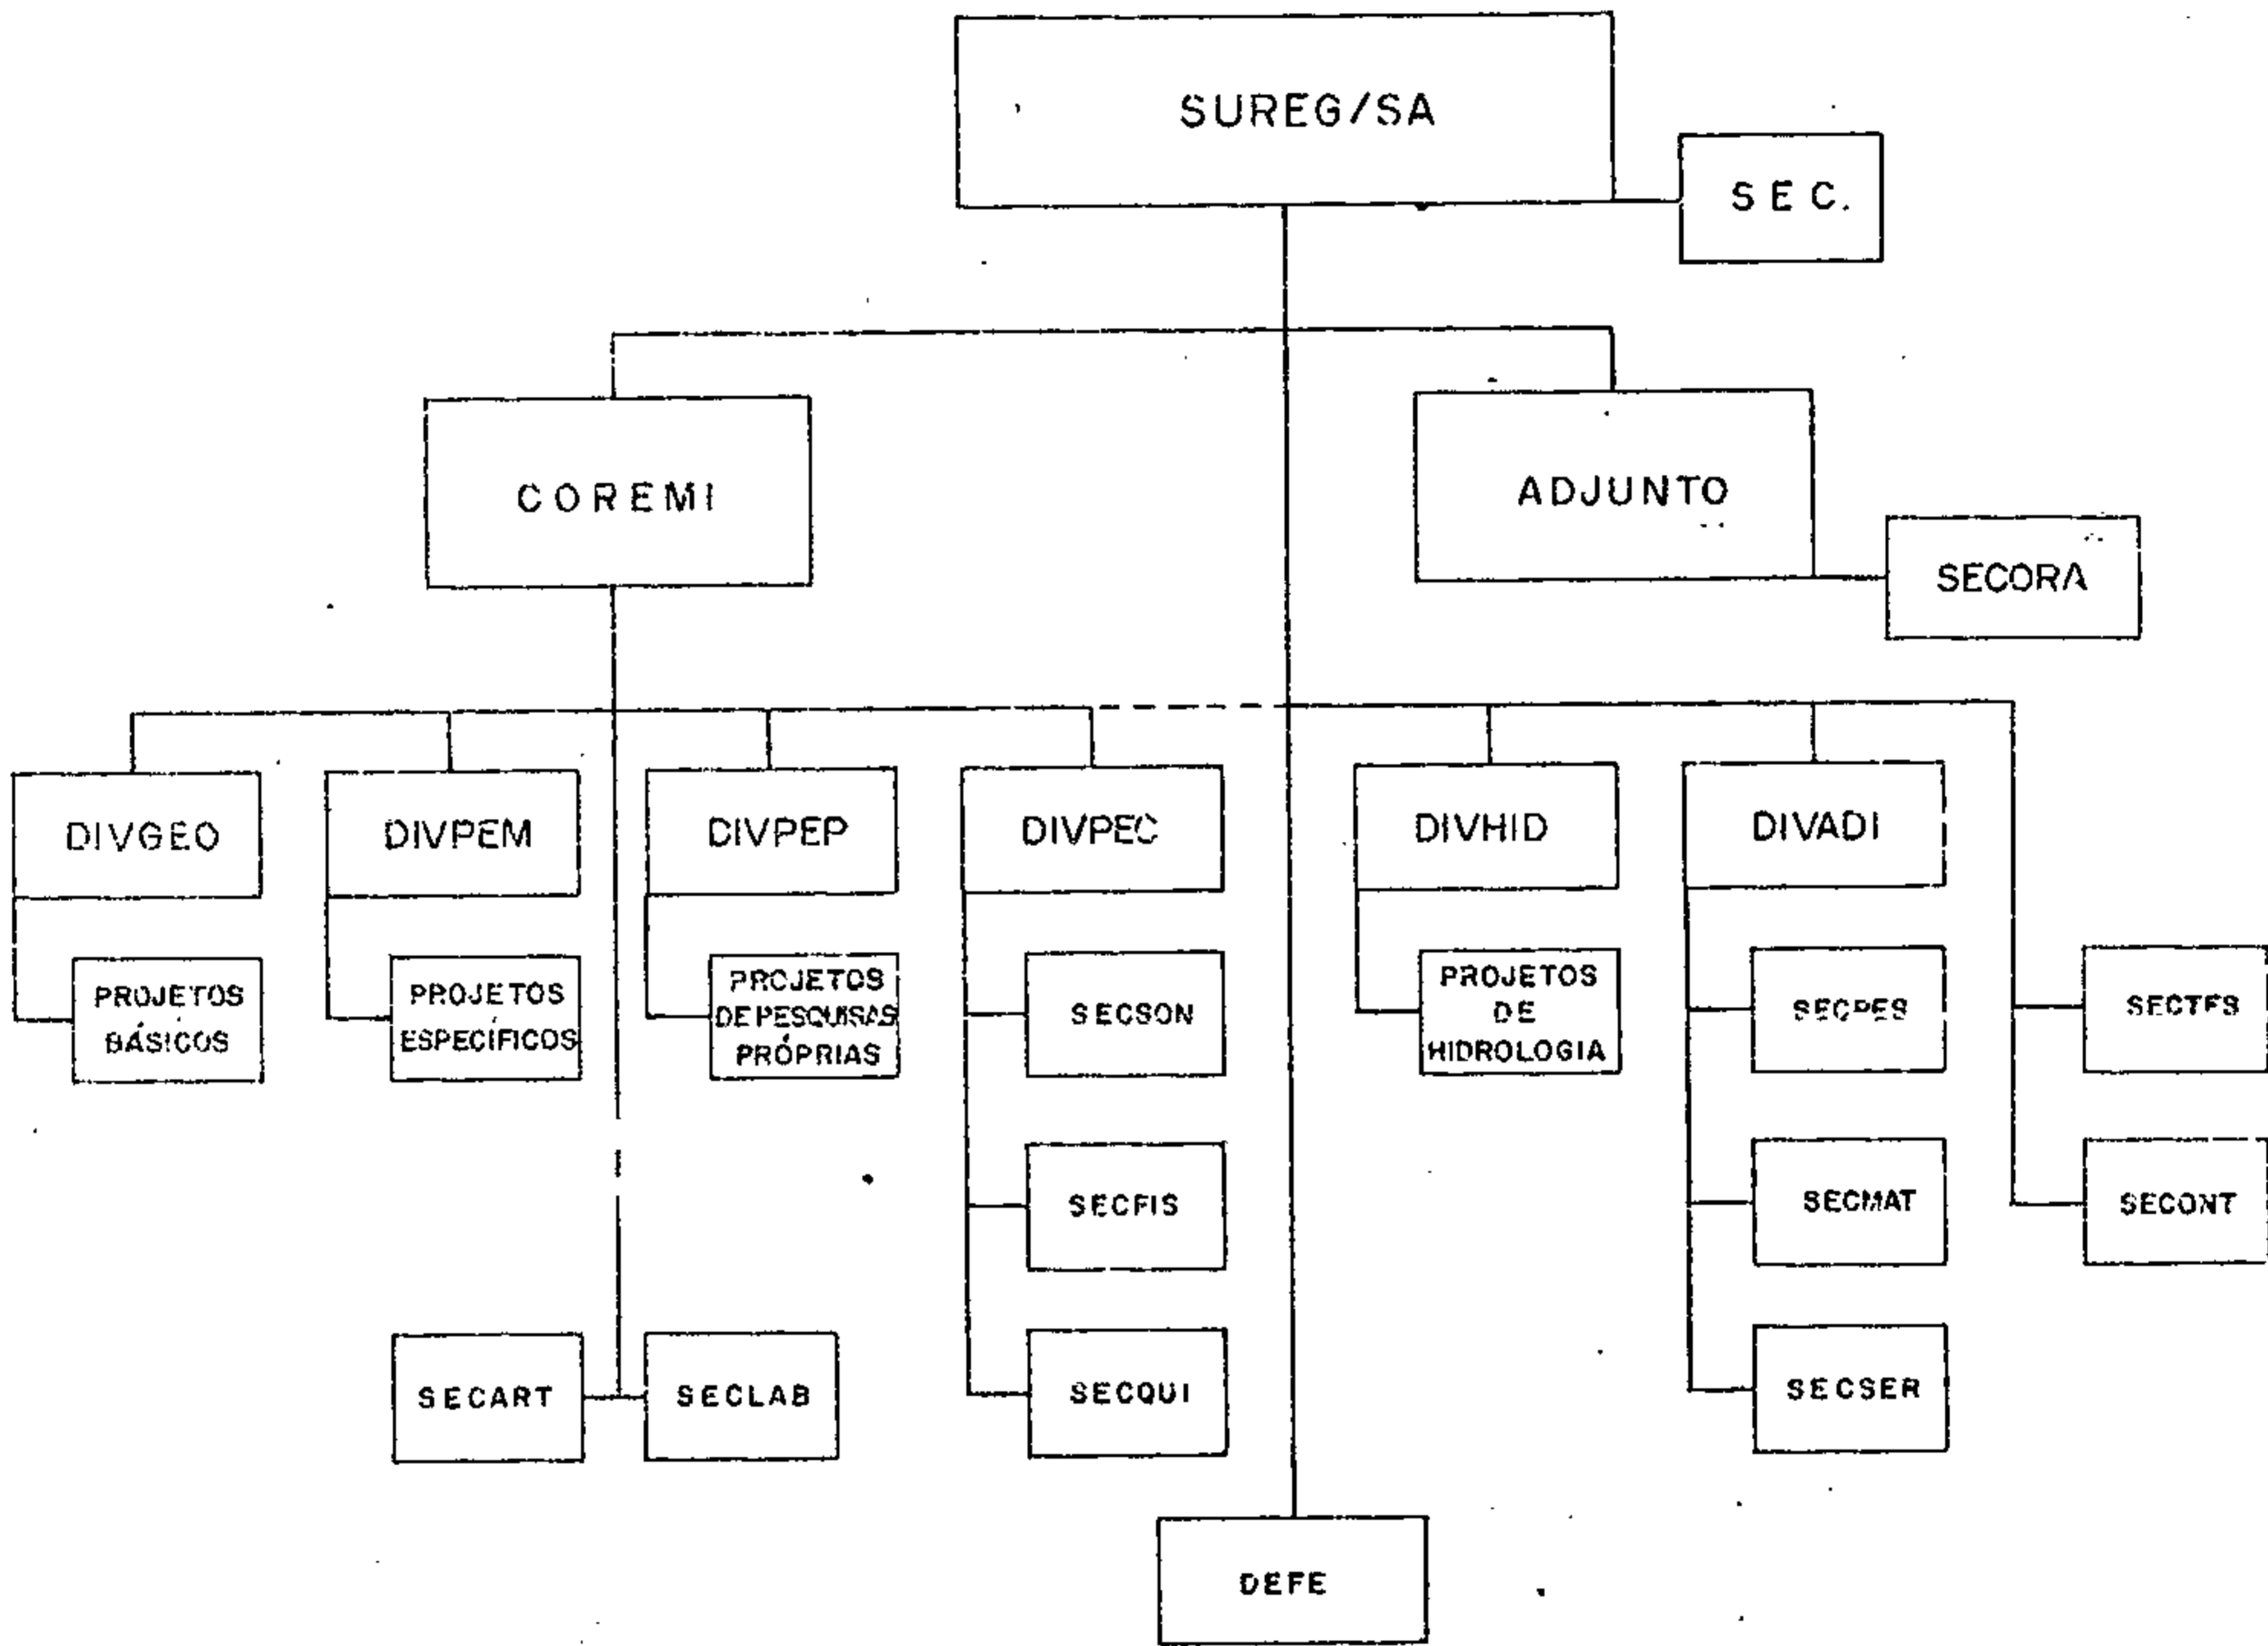 SUREG/SA
SEC.
COREMI
ADJUNTO
SECORA
DIVGEO
DIVPEM
DIVPEP
DIVPEC
DIVHID
DIVADI
PROJETOS
BÁSICOS
PROJETOS
ESPECÍFICOS
PROJETOS
DE PESQUISAS
PRÓPRIAS
SECSON
PROJETOS
DE
HIDROLOGIA
SECPES
SECTES
SECFIS
SECMAT
SECONT
SECART
SECLAB
SECQUI
SECSER
DEFE